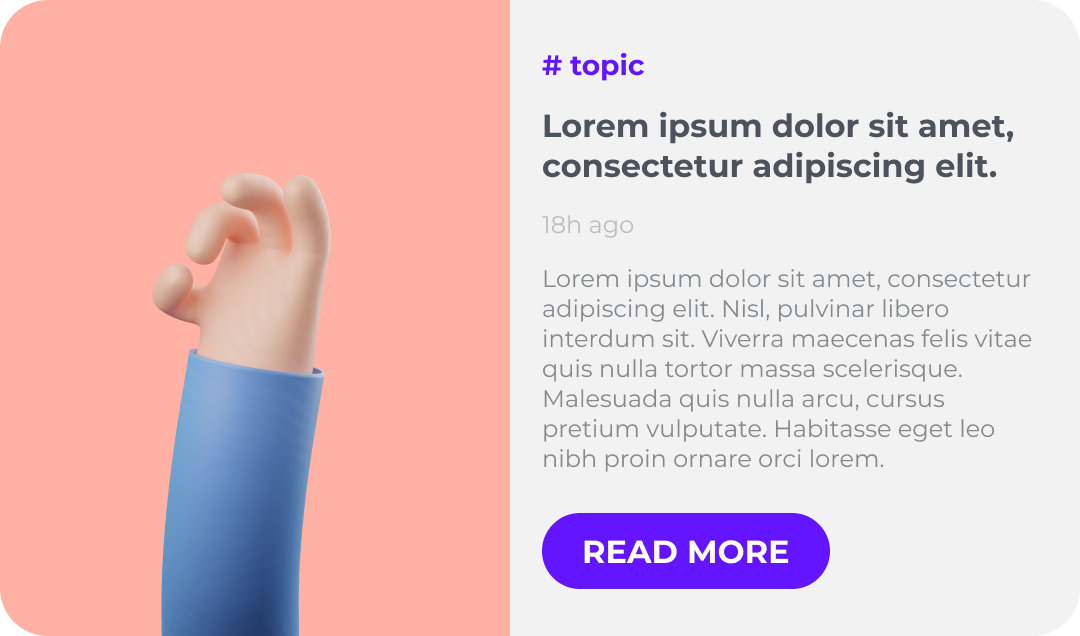 # topic
Lorem ipsum dolor sit amet,
consectetur adipiscing elit.
18h ago
Lorem ipsum dolor sit amet, consectetur
adipiscing elit. Nisl, pulvinar libero
interdum sit. Viverra maecenas felis vitae
quis nulla tortor massa scelerisque.
Malesuada quis nulla arcu, cursus
pretium vulputate. Habitasse eget leo
nibh proin ornare orci lorem.
READ MORE